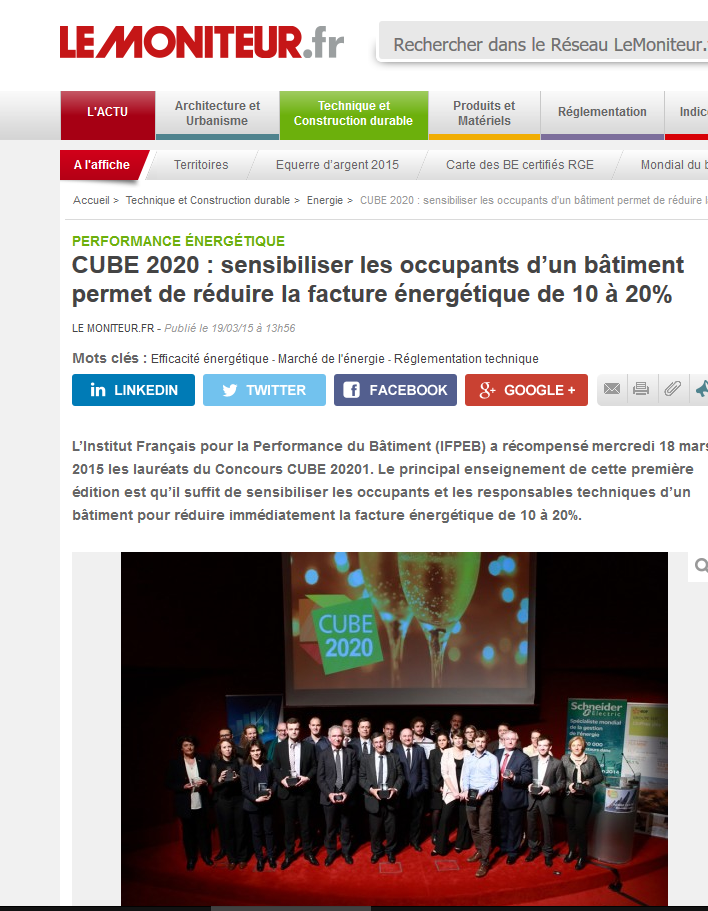 LE MONITEUR.fr
Rechercher dans le Réseau LeMoniteur.
L'ACTU
Architecture et
Urbanisme
Technique et
Construction durable
Produits et
Matériels
Réglementation
Indic
A l'affiche
Territoires
Equerre d'argent 2015
Carte des BE certifiés RGE
Mondial du b
Accueil > Technique et Construction durable > Energie > CUBE 2020 : sensibiliser les occupants d'un bâtiment permet de réduire l
PERFORMANCE ÉNERGÉTIQUE
CUBE 2020 : sensibiliser les occupants d’un bâtiment
permet de réduire la facture énergétique de 10 à 20%
LE MONITEUR.FR - Publié le 19/03/15 à 13h56
Mots clés : Efficacité énergétique - Marché de l'énergie - Réglementation technique
in LINKEDIN
TWITTER
f FACEBOOK
g+ GOOGLE +
L’Institut Français pour la Performance du Bâtiment (IFPEB) a récompensé mercredi 18 mars
2015 les lauréats du Concours CUBE 20201. Le principal enseignement de cette première
édition est qu’il suffit de sensibiliser les occupants et les responsables techniques d’un
bâtiment pour réduire immédiatement la facture énergétique de 10 à 20%.
CUBE
2020
Schneider
Electric
Spécialiste mondial
de la gestion
de l'énergie